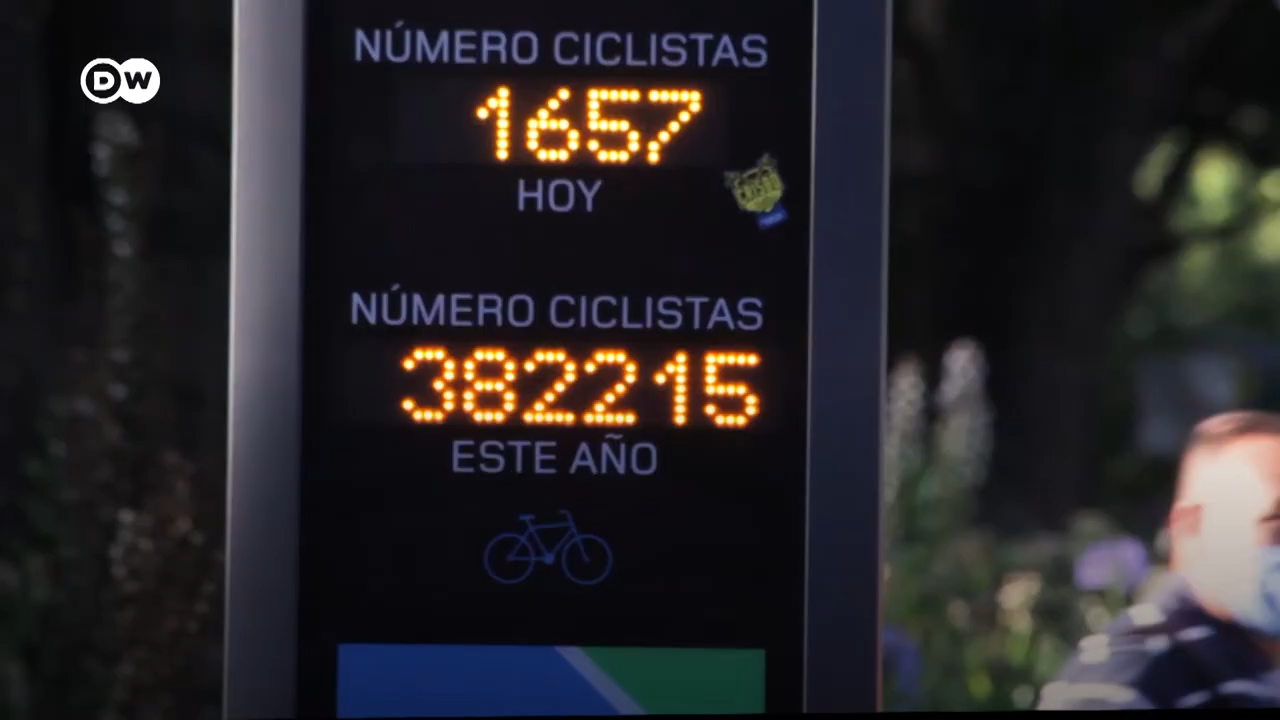 DW
NÚMERO CICLISTAS
1657
HOY
NÚMERO CICLISTAS
382215
ESTE AÑO